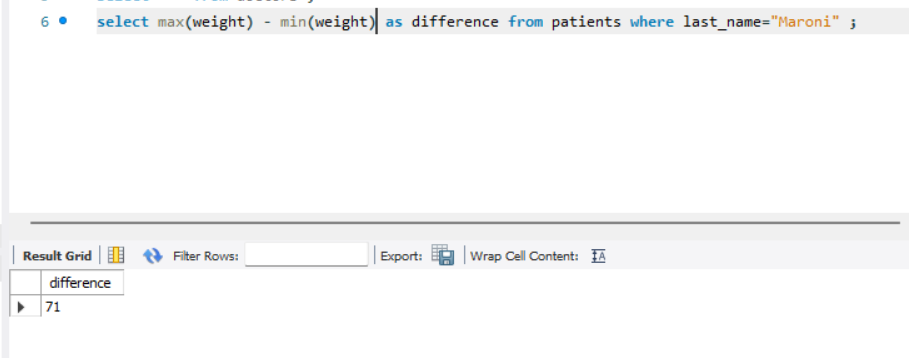 6 select max(weight) - min(weight) as difference from patients where last_name="Maroni" ;
Result Grid Filter Rows: Export: Wrap Cell Content: IA
difference
71